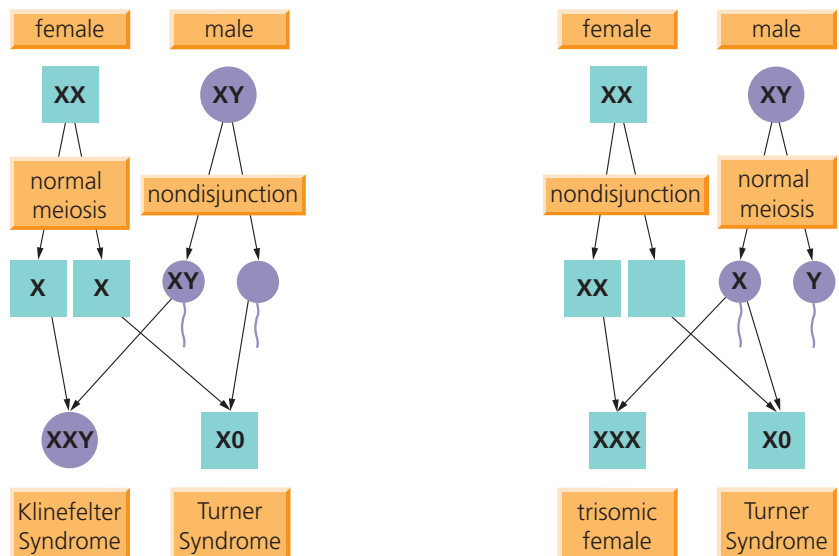 female
male
XX
XY
normal
meiosis
nondisjunction
X
X
XY
XXY
X0
Klinefelter
Syndrome
Turner
Syndrome
female
male
XX
XY
nondisjunction
normal
meiosis
XX
X
Y
XXX
X0
trisomic
female
Turner
Syndrome